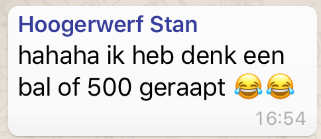 Hoogerwerf Stan
hahaha ik heb denk een
bal of 500 geraapt 😂😂
16:54